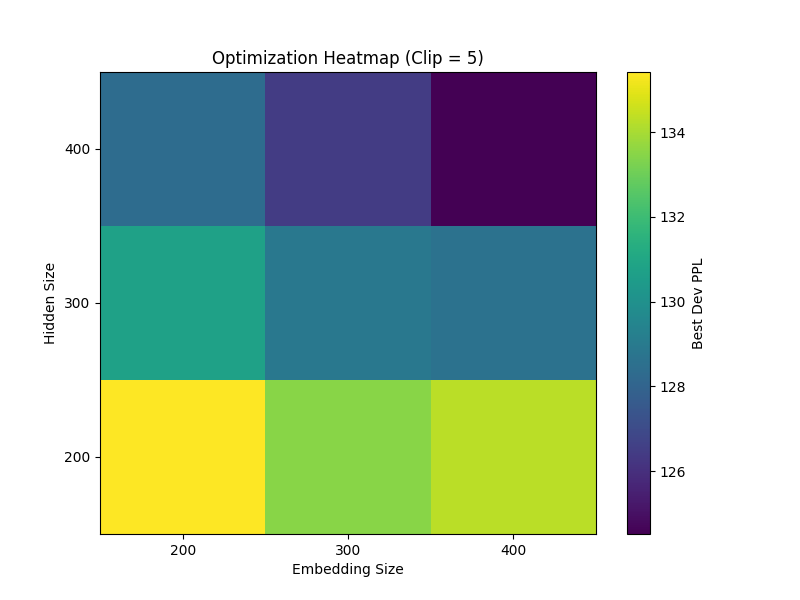 Optimization Heatmap (Clip = 5)
400
300
200
Hidden Size
200 300 400
Embedding Size
134
132
130
128
126
Best Dev PPL